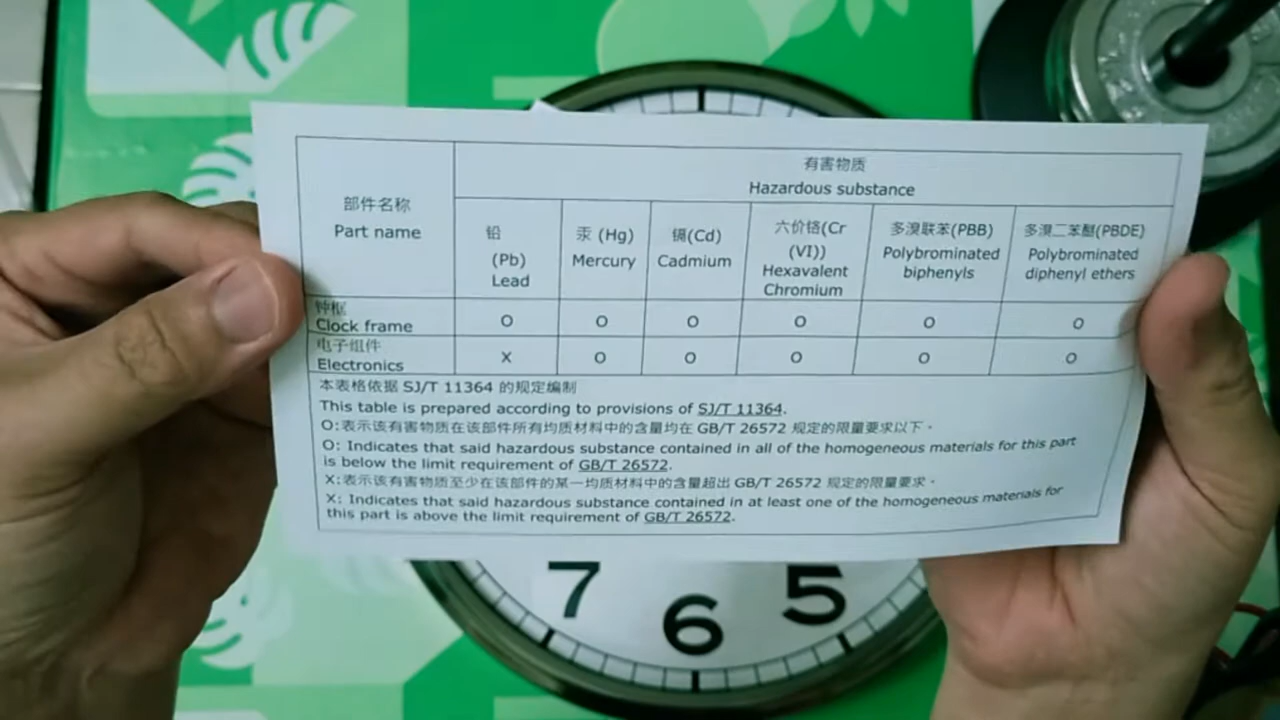 有害物质
Hazardous substance
部件名称
Part name
铅
(Pb)
Lead
汞 (Hg)
Mercury
镉(Cd)
Cadmium
六价铬(Cr
(VI))
Hexavalent
Chromium
多溴联苯(PBB)
Polybrominated
biphenyls
多溴二苯醚(PBDE)
Polybrominated
diphenyl ethers
钟框
Clock frame
O O O O O O
电子组件
Electronics
X O O O O O
本表格依据 SJ/T 11364 的规定编制
This table is prepared according to provisions of SJ/T 11364.
O:表示该有害物质在该部件所有均质材料中的含量均在 GB/T 26572 规定的限量要求以下。
O: Indicates that said hazardous substance contained in all of the homogeneous materials for this part
is below the limit requirement of GB/T 26572.
X:表示该有害物质至少在该部件的某一均质材料中的含量超出 GB/T 26572 规定的限量要求。
X: Indicates that said hazardous substance contained in at least one of the homogeneous materials for
this part is above the limit requirement of GB/T 26572.
7 6 5